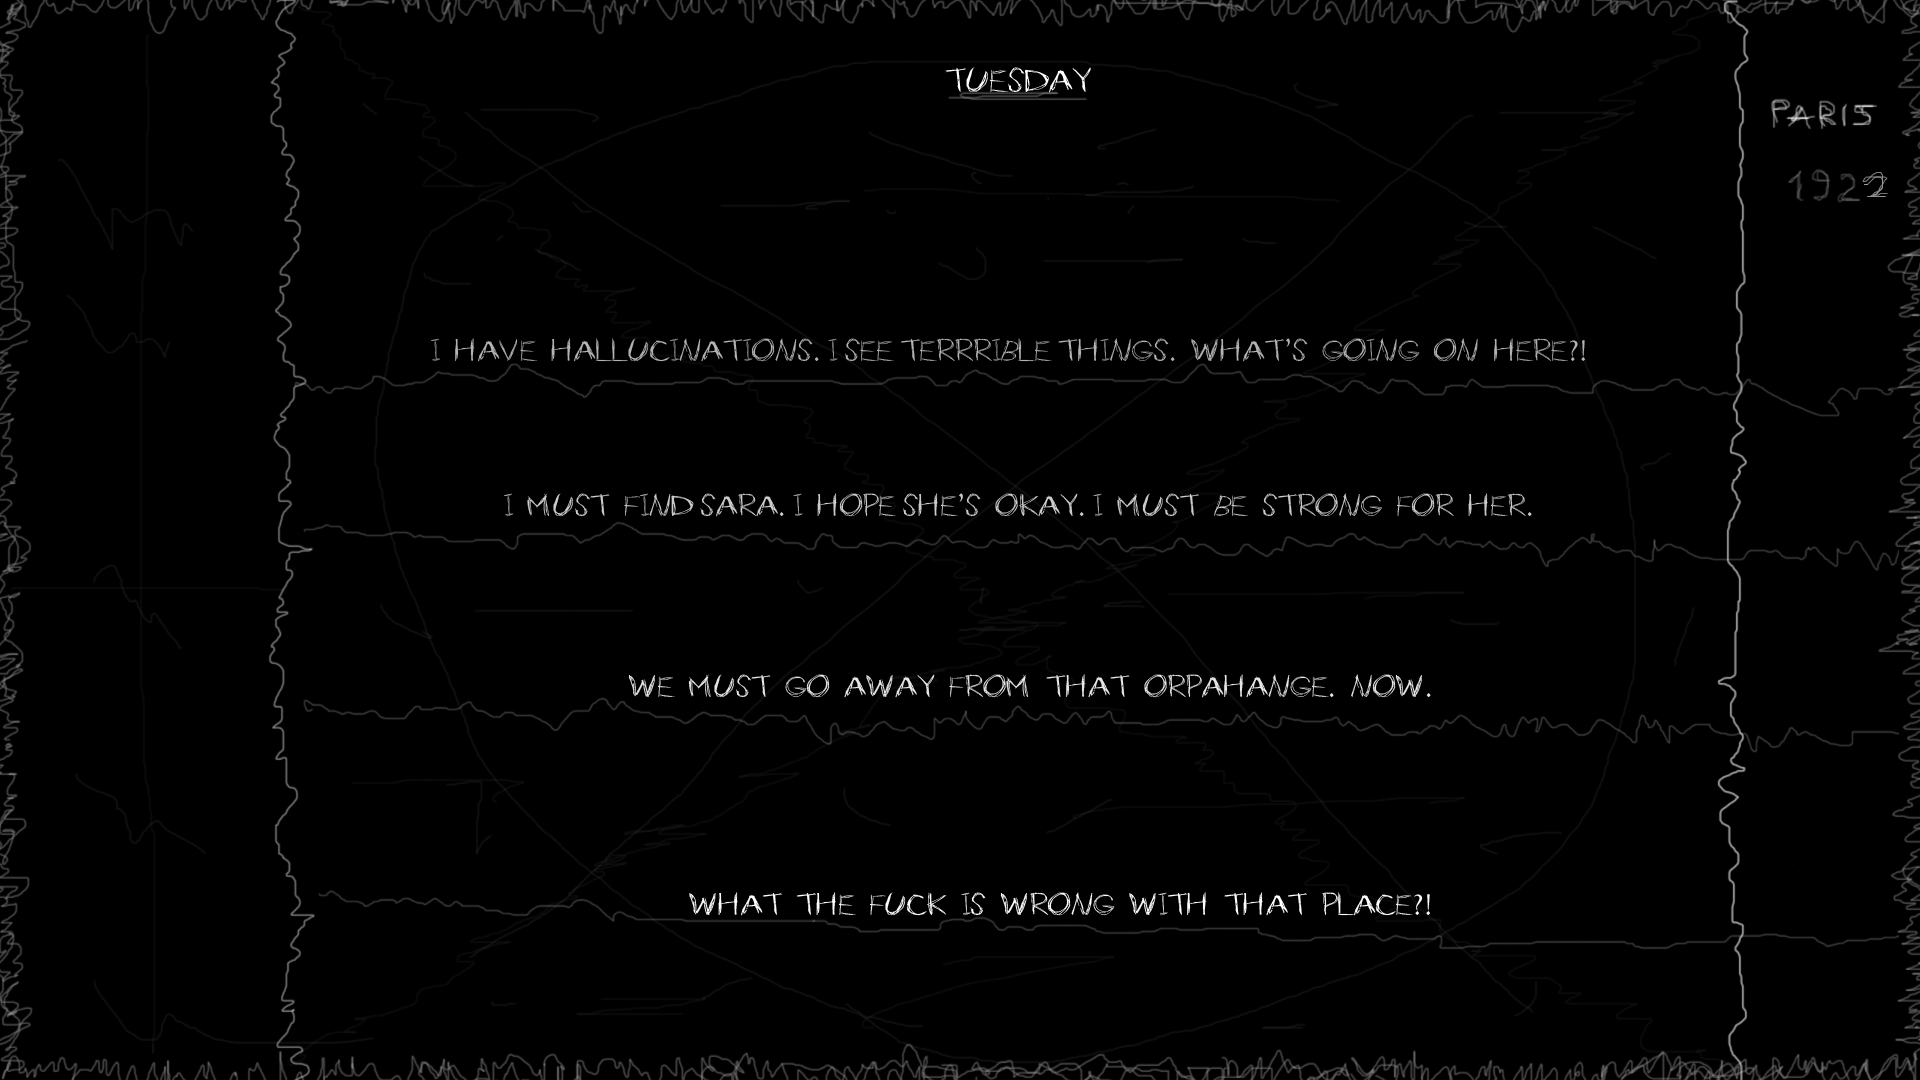 TUESDAY
PARIS
1922
I HAVE HALLUCINATIONS. I SEE TERRRIBLE THINGS. WHAT'S GOING ON HERE?!
I MUST FIND SARA. I HOPE SHE'S OKAY. I MUST BE STRONG FOR HER.
WE MUST GO AWAY FROM THAT ORPAHANGE. NOW.
WHAT THE FUCK IS WRONG WITH THAT PLACE?!